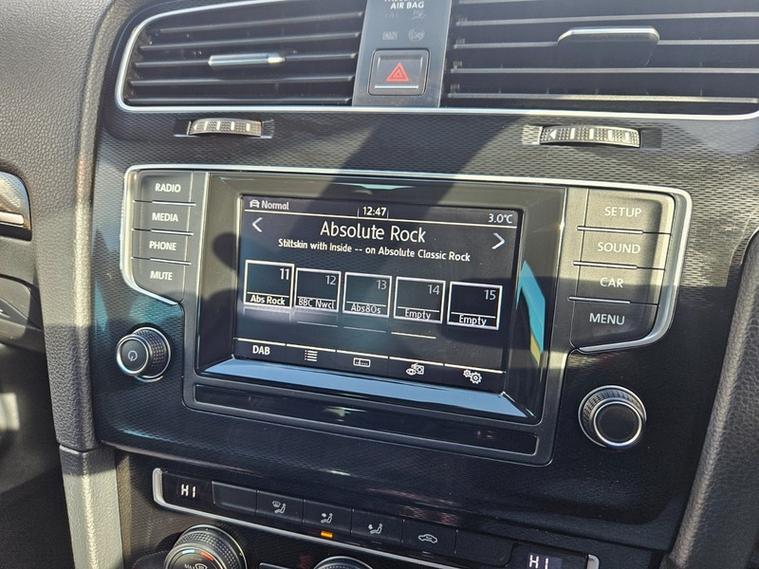 AIR BAG
RADIO
MEDIA
PHONE
MUTE
Normal
12:47
3.0°C
< Absolute Rock >
Stiltskin with Inside -- on Absolute Classic Rock
11 12 13 14 15
Abs Rock BBC Nwcl Abs80s Empty Empty
DAB
SETUP
SOUND
CAR
MENU
HI
HI